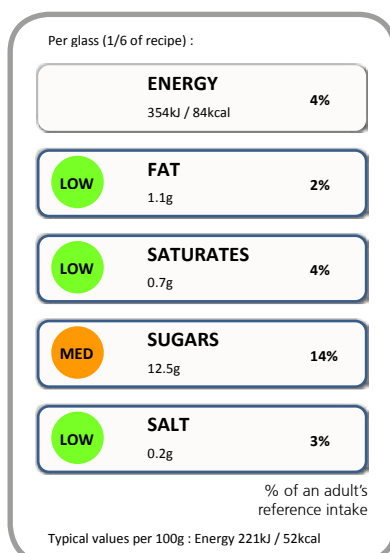 Per glass (1/6 of recipe) :
ENERGY
354kJ / 84kcal
4%
LOW
FAT
1.1g
2%
LOW
SATURATES
0.7g
4%
MED
SUGARS
12.5g
14%
LOW
SALT
0.2g
3%
% of an adult's
reference intake
Typical values per 100g : Energy 221kJ / 52kcal